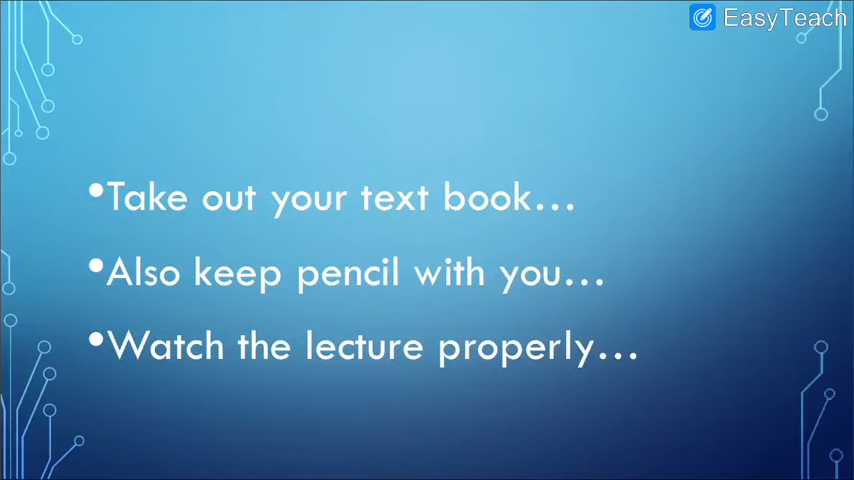 EasyTeach
•Take out your text book...
•Also keep pencil with you...
•Watch the lecture properly...